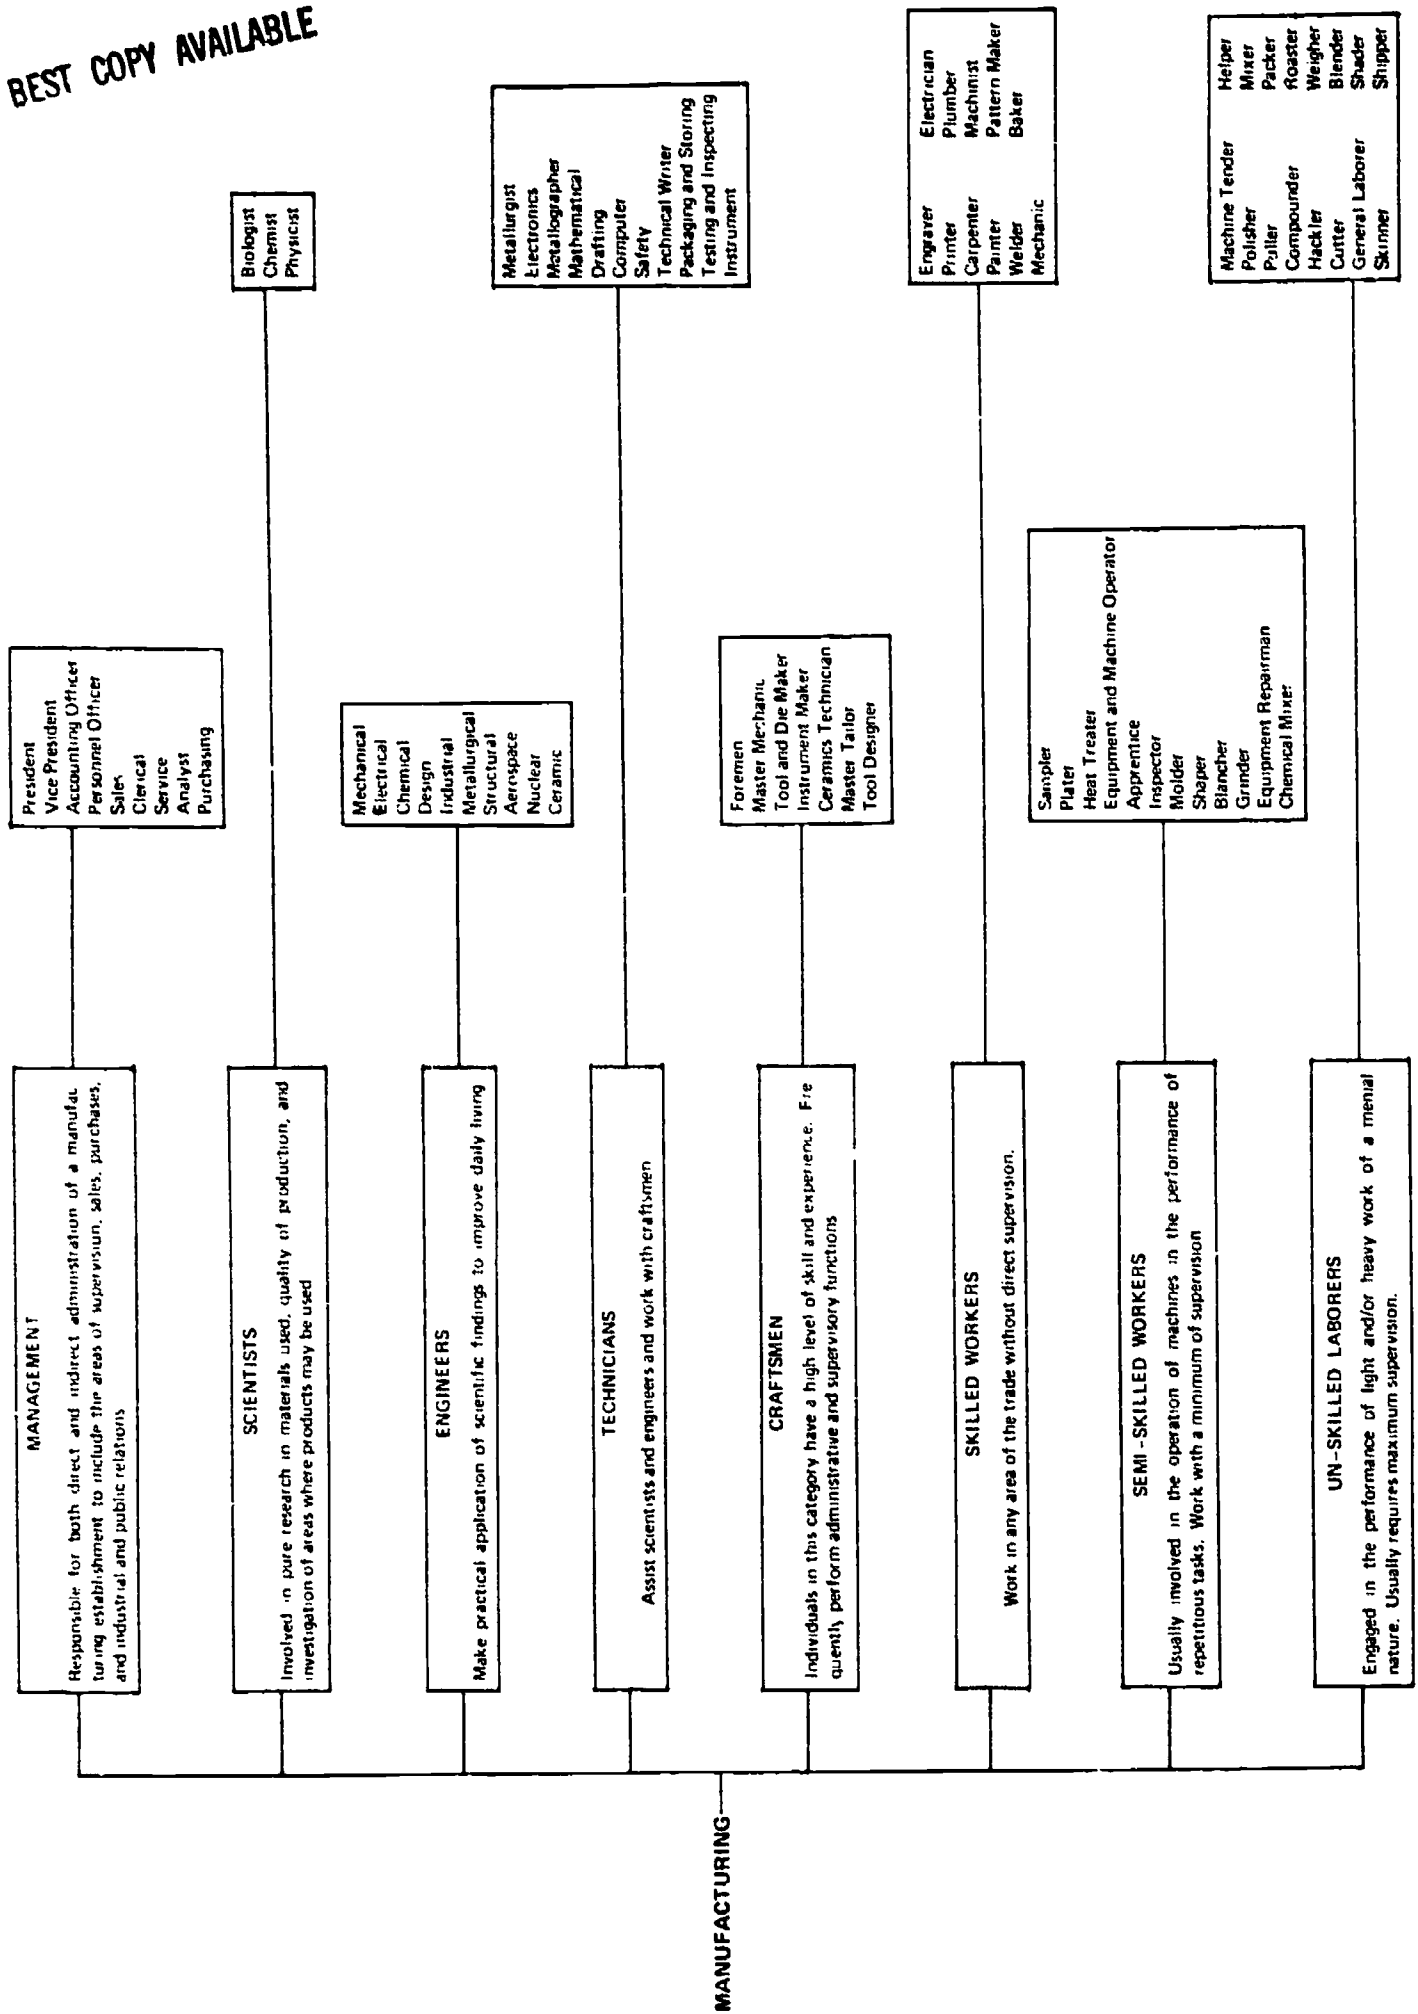 BEST COPY AVAILABLE
MANUFACTURING
MANAGEMENT
Responsible for both direct and indirect administration of a manufac
turing establishment to include the areas of supervision, sales, purchases,
and industrial and public relations
President
Vice President
Accounting Officer
Personnel Officer
Sales
Clerical
Service
Analyst
Purchasing
SCIENTISTS
Involved in pure research in materials used, quality of production, and
investigation of areas where products may be used
Biologist
Chemist
Physicist
ENGINEERS
Make practical application of scientific findings to improve daily living
Mechanical
Electrical
Chemical
Design
Industrial
Metallurgical
Structural
Aerospace
Nuclear
Ceramic
TECHNICIANS
Assist scientists and engineers and work with craftsmen
Metallurgist
Electronics
Metallographer
Mathematical
Drafting
Computer
Safety
Technical Writer
Packaging and Storing
Testing and Inspecting
Instrument
CRAFTSMEN
Individuals in this category have a high level of skill and experience. Fre
quently perform administrative and supervisory functions
Foremen
Master Mechanic
Tool and Die Maker
Instrument Maker
Ceramics Technician
Master Tailor
Tool Designer
SKILLED WORKERS
Work in any area of the trade without direct supervision.
Engraver
Printer
Carpenter
Painter
Welder
Mechanic
Electrician
Plumber
Machinist
Pattern Maker
Baker
SEMI-SKILLED WORKERS
Usually involved in the operation of machines in the performance of
repetitious tasks. Work with a minimum of supervision
Sampler
Plater
Heat Treater
Equipment and Machine Operator
Apprentice
Inspector
Molder
Shaper
Blancher
Grinder
Equipment Repairman
Chemical Mixer
UN-SKILLED LABORERS
Engaged in the performance of light and/or heavy work of a menial
nature. Usually requires maximum supervision.
Machine Tender
Polisher
Puller
Compounder
Hackler
Cutter
General Laborer
Skinner
Helper
Mixer
Packer
Roaster
Weigher
Blender
Shader
Shipper